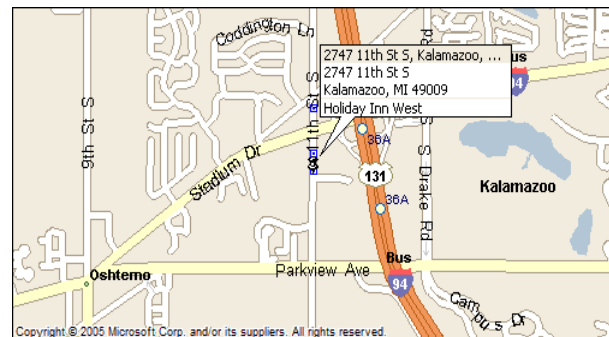 Coddington Ln
2747 11th St S, Kalamazoo, ...
2747 11th St S
Kalamazoo, MI 49009
Holiday Inn West
Bus
94
S 11th St S
9th St S
S
Stadium Dr
36A
131
36A
S Drake Rd
Kalamazoo
Oshtemo
Parkview Ave
Bus
94
Campus Dr
Copyright © 2005 Microsoft Corp. and/or its suppliers. All rights reserved.